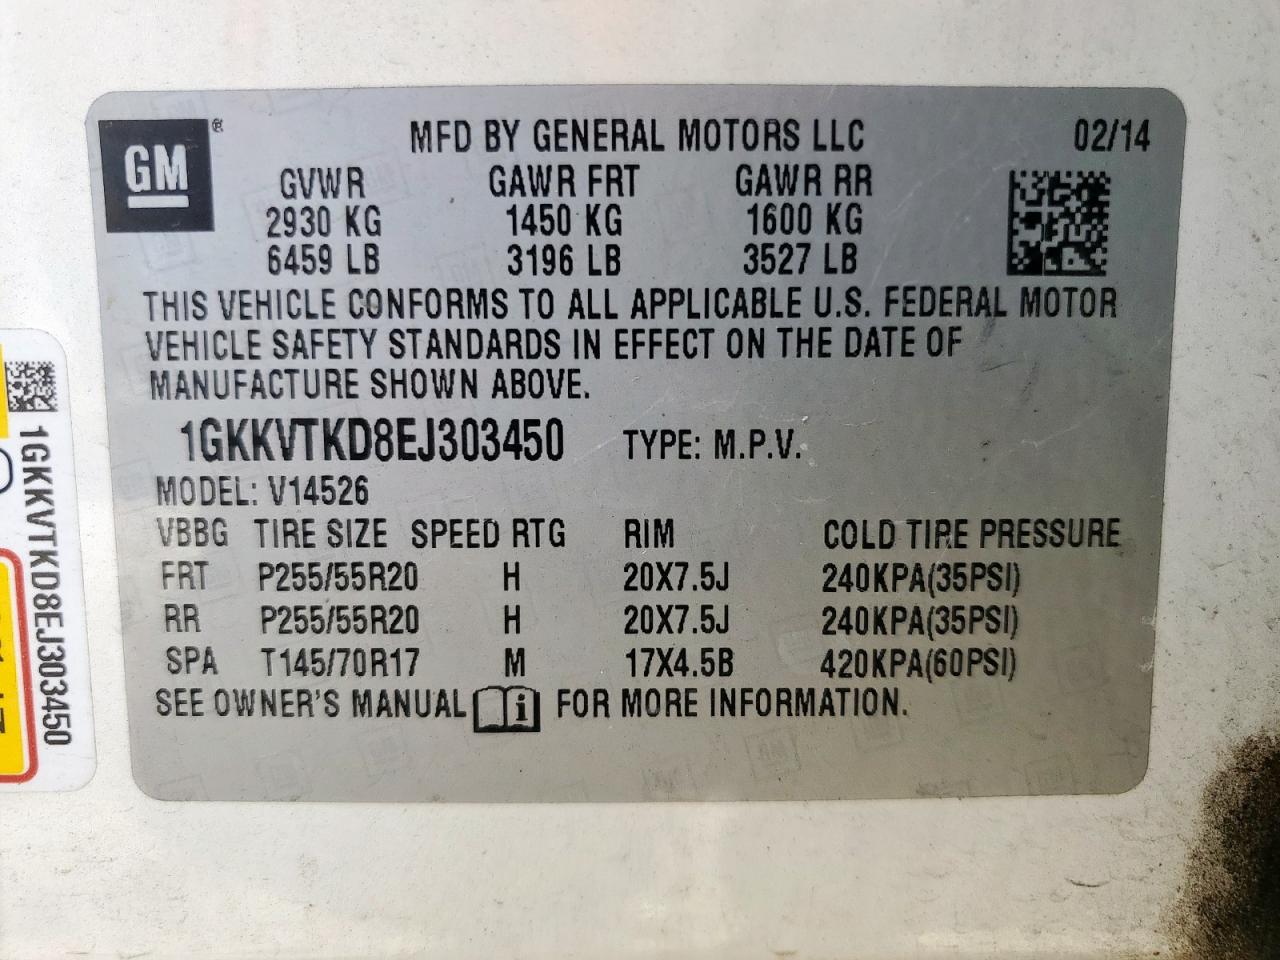 GM ®
MFD BY GENERAL MOTORS LLC 02/14
GVWR GAWR FRT GAWR RR
2930 KG 1450 KG 1600 KG
6459 LB 3196 LB 3527 LB
THIS VEHICLE CONFORMS TO ALL APPLICABLE U.S. FEDERAL MOTOR
VEHICLE SAFETY STANDARDS IN EFFECT ON THE DATE OF
MANUFACTURE SHOWN ABOVE.
1GKKVTKD8EJ303450 TYPE: M.P.V.
MODEL: V14526
VBBG TIRE SIZE SPEED RTG RIM COLD TIRE PRESSURE
FRT P255/55R20 H 20X7.5J 240KPA(35PSI)
RR P255/55R20 H 20X7.5J 240KPA(35PSI)
SPA T145/70R17 M 17X4.5B 420KPA(60PSI)
SEE OWNER'S MANUAL i FOR MORE INFORMATION.
1GKKVTKD8EJ303450